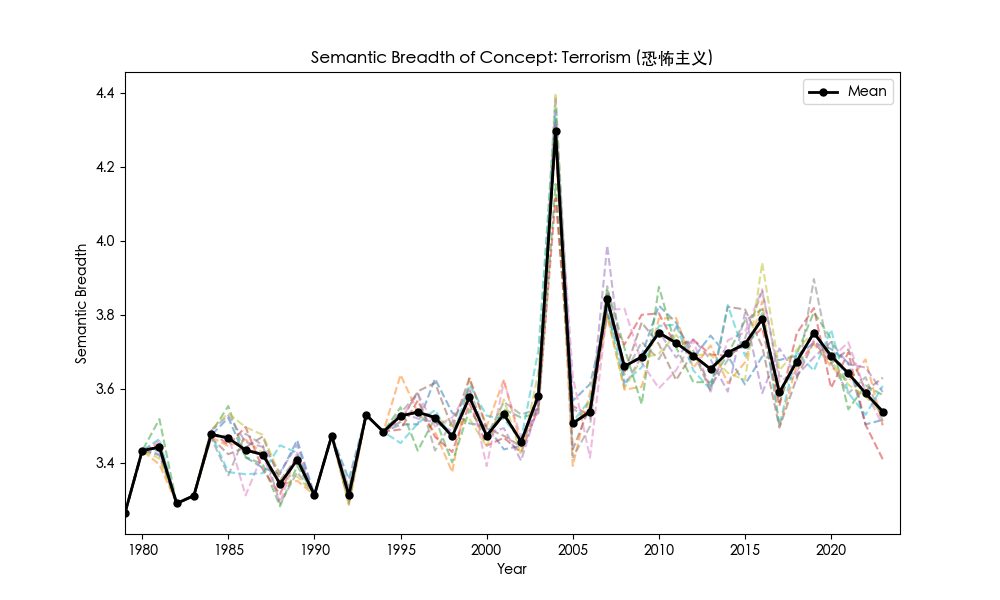 Semantic Breadth of Concept: Terrorism (恐怖主义)
Mean
4.4
4.2
4.0
3.8
3.6
3.4
Semantic Breadth
1980 1985 1990 1995 2000 2005 2010 2015 2020
Year